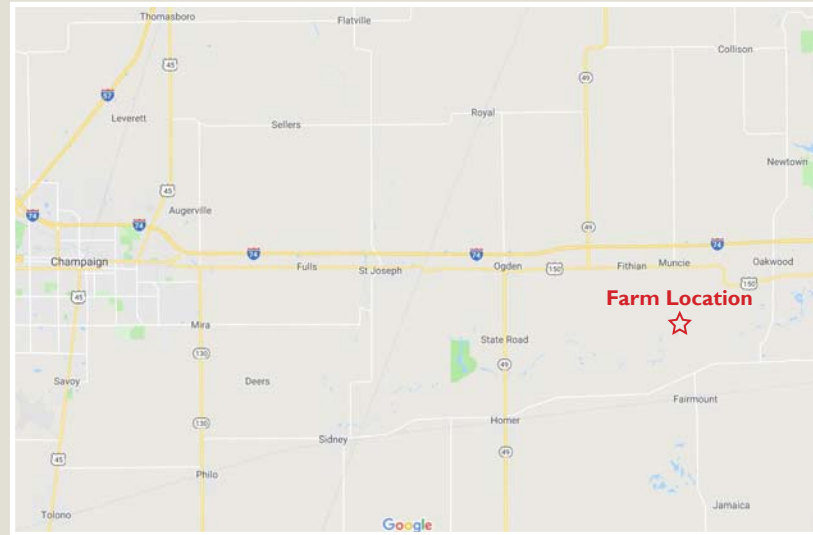 Thomasboro
Flatville
45
Collison
49
57
Leverett
Royal
Sellers
Newtown
45
Augerville
74
74
49
74
74
74
Champaign
Fulls
St Joseph
Ogden
150
Fithian
Muncie
Oakwood
150
45
Farm Location
Mira
State Road
130
49
Savoy
Deers
Fairmount
130
Homer
Sidney
49
45
Philo
Jamaica
Tolono
Google